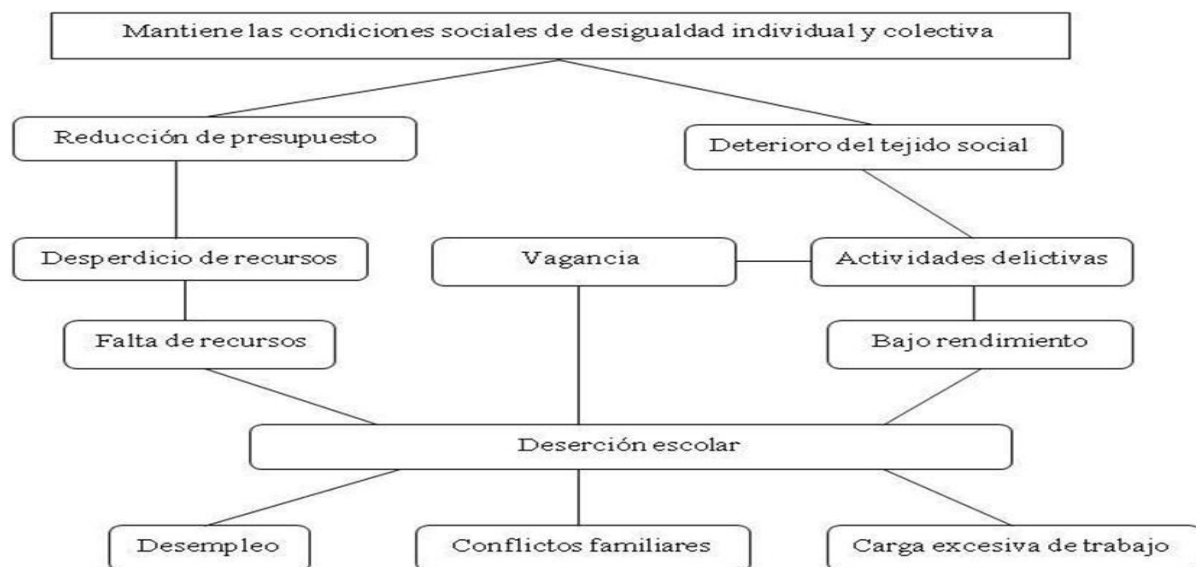 Mantiene las condiciones sociales de desigualdad individual y colectiva
Reducción de presupuesto
Deterioro del tejido social
Desperdicio de recursos
Vagancia
Actividades delictivas
Falta de recursos
Bajo rendimiento
Deserción escolar
Desempleo
Conflictos familiares
Carga excesiva de trabajo